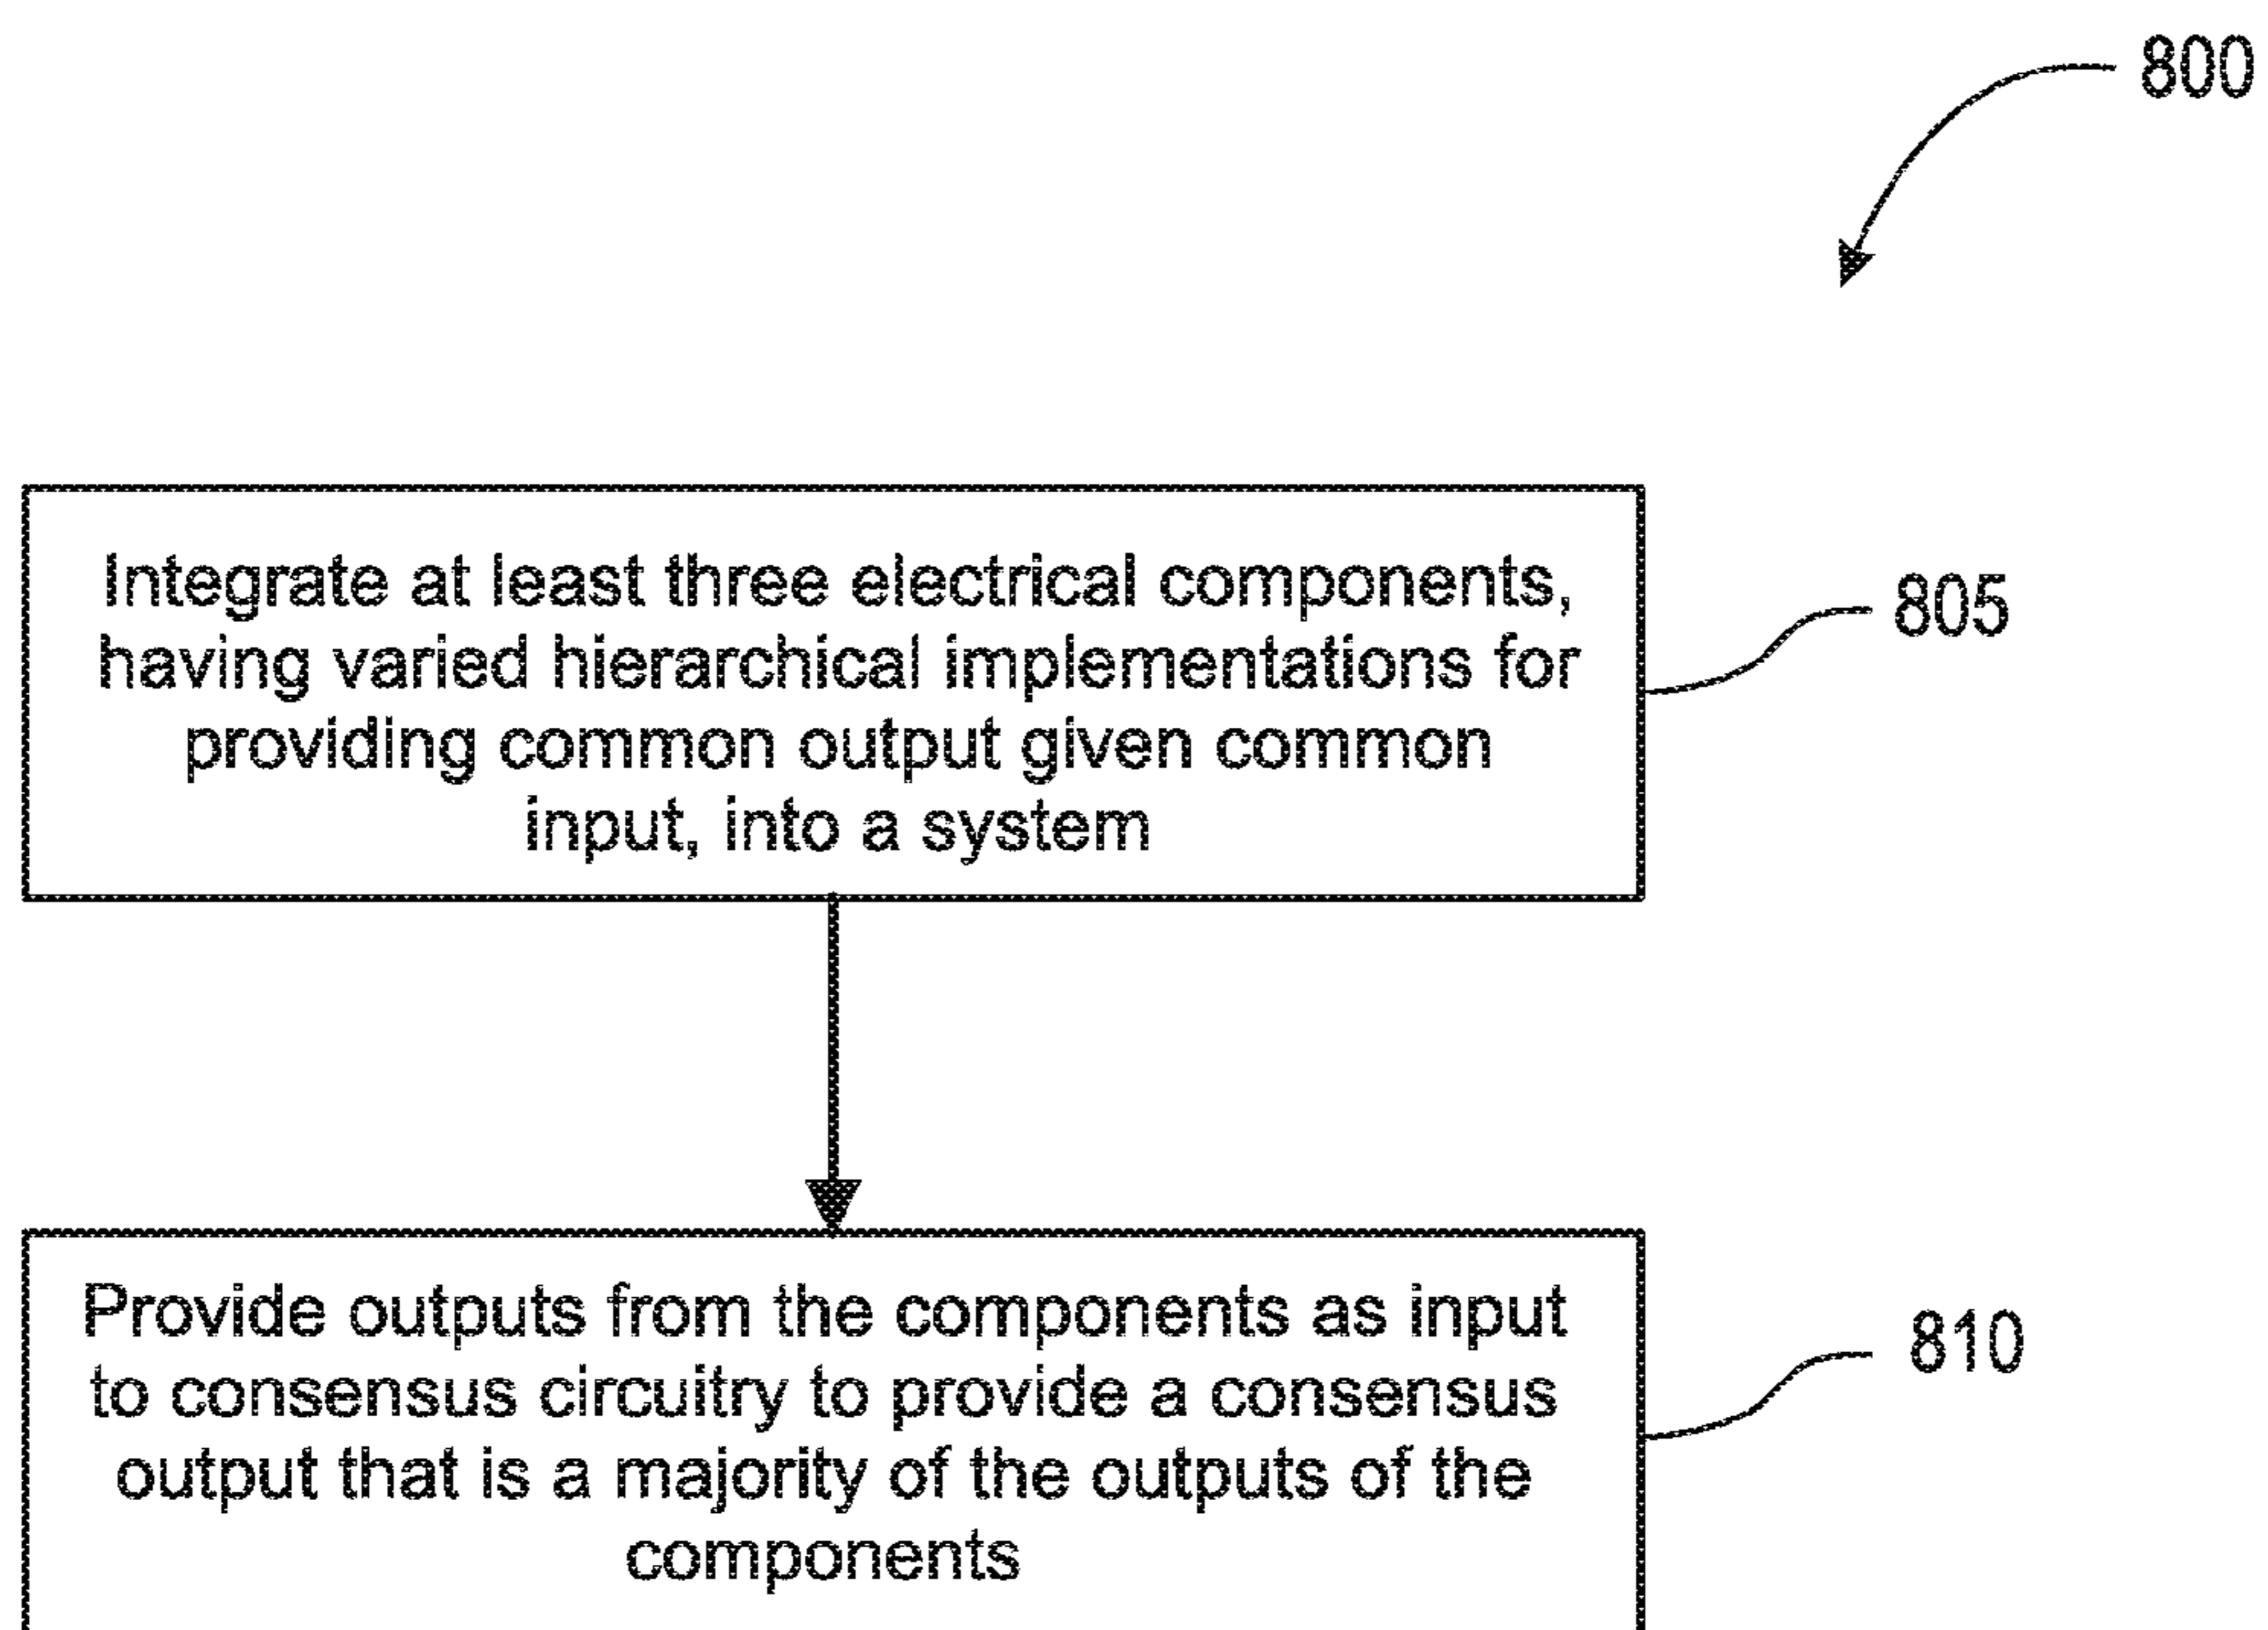 800
Integrate at least three electrical components,
having varied hierarchical implementations for
providing common output given common
input, into a system
805
Provide outputs from the components as input
to consensus circuitry to provide a consensus
output that is a majority of the outputs of the
components
810